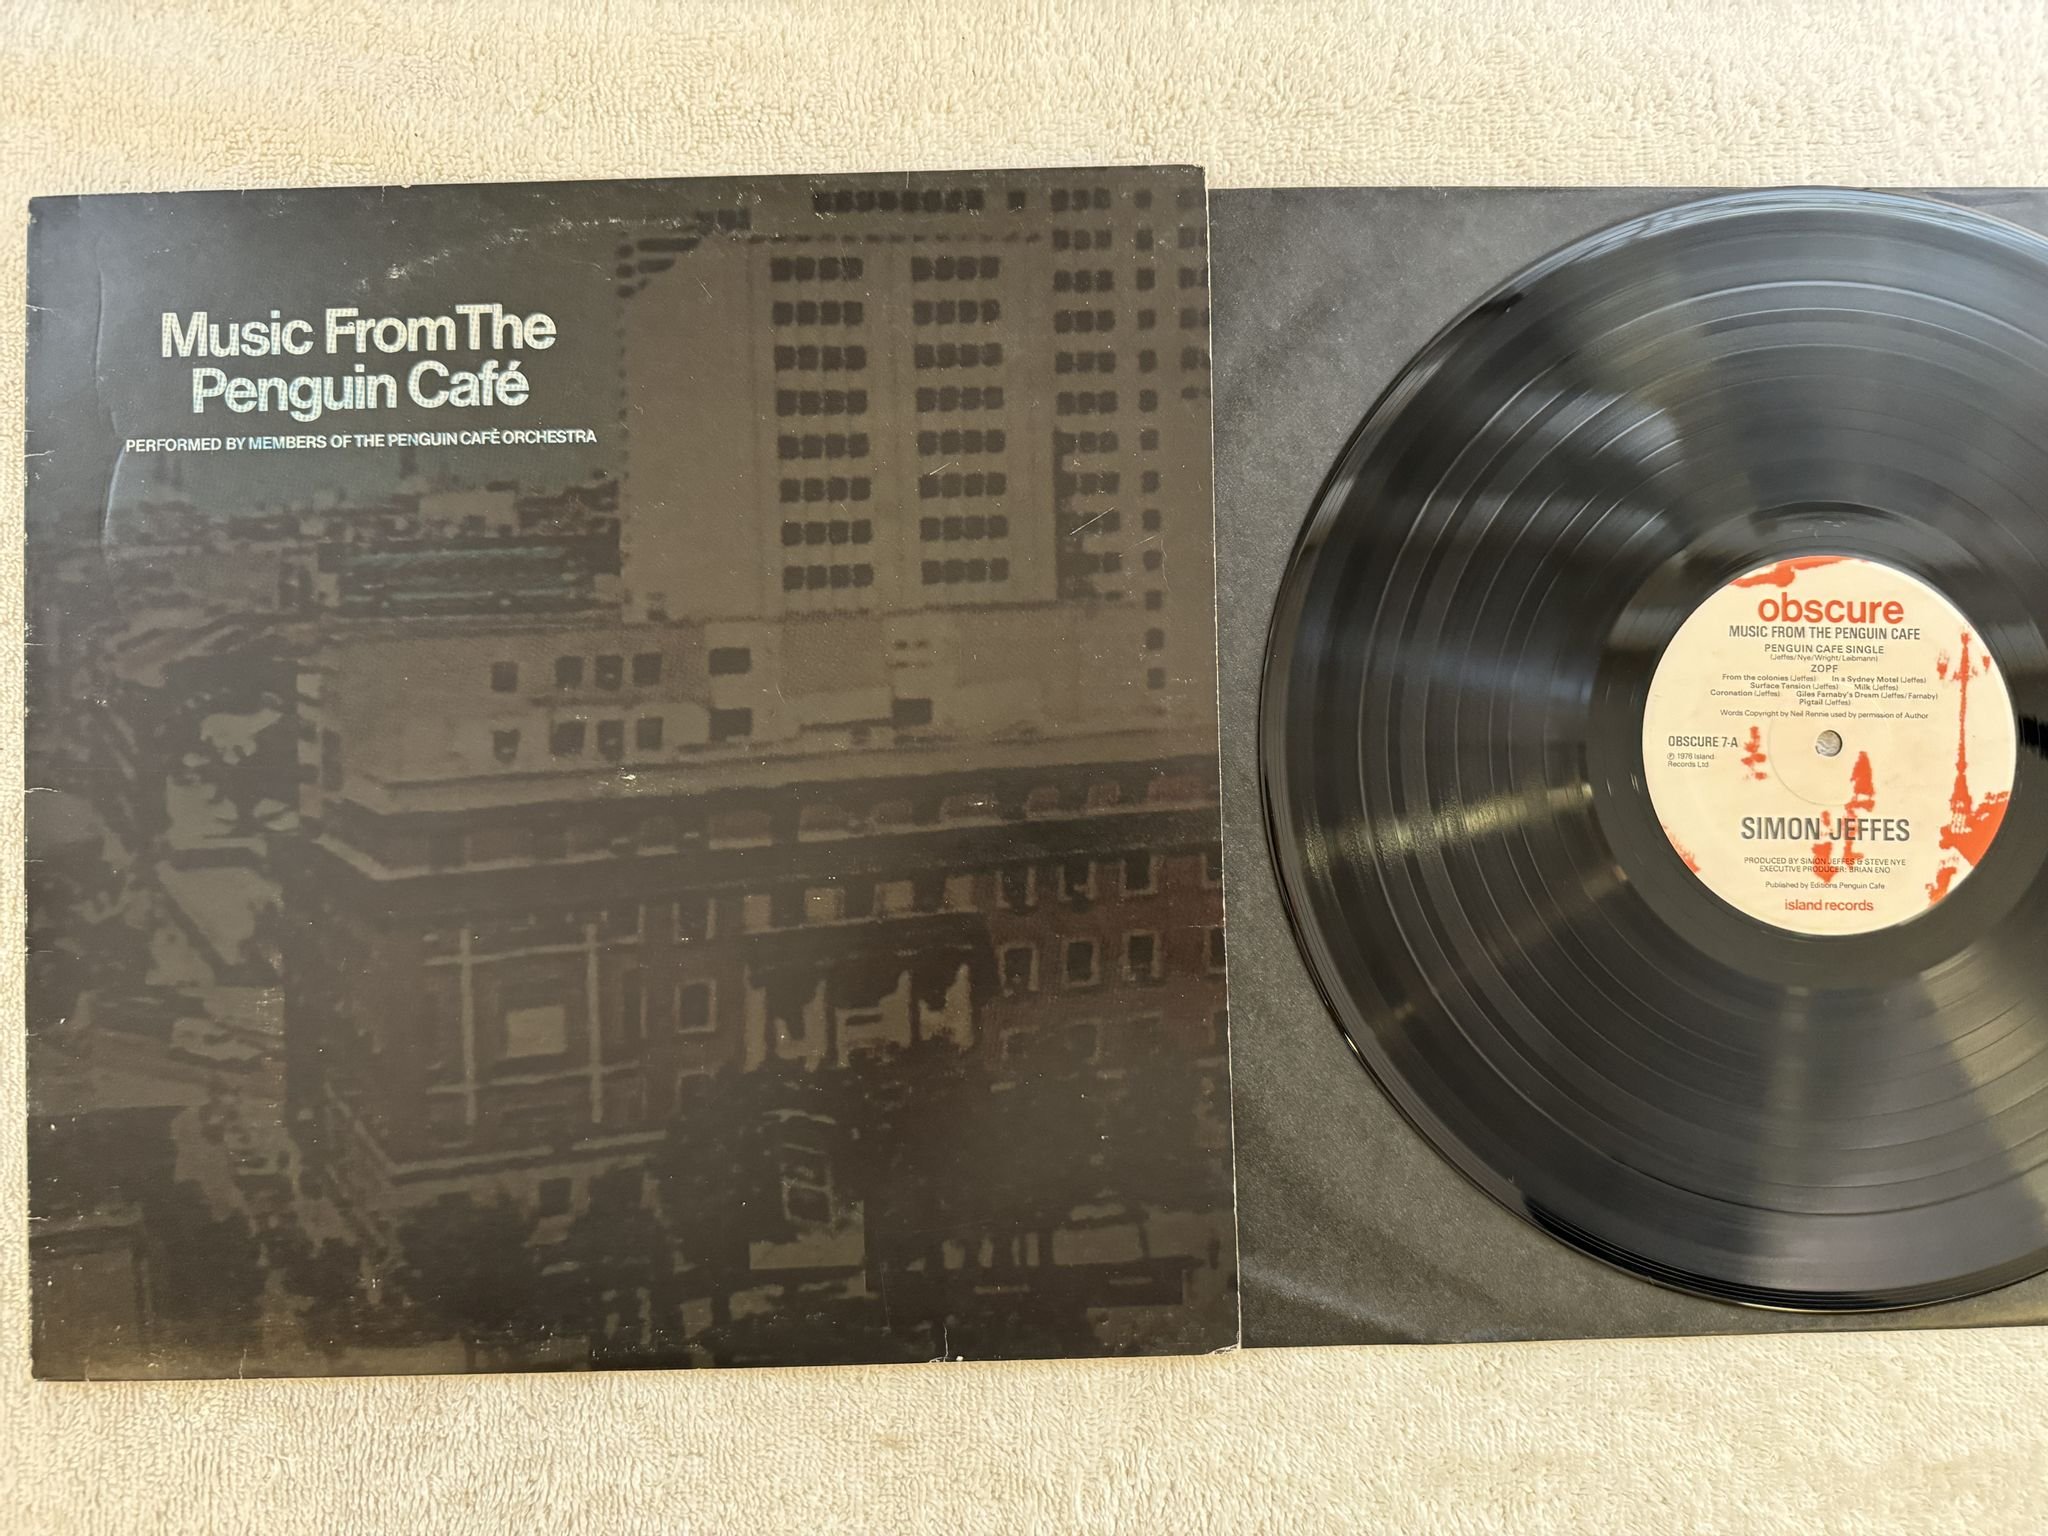 Music From The
Penguin Café
PERFORMED BY MEMBERS OF THE PENGUIN CAFÉ ORCHESTRA
obscure
MUSIC FROM THE PENGUIN CAFE
PENGUIN CAFE SINGLE
(Jeffes/Nye/Wright/Laibmann)
ZOPF
From the colonies (Jeffes) In a Sydney Motel (Jeffes)
Surface Tansion (Jeffes) Milk (Jeffes)
Coronation (Jeffes) Giles Farnaby's Dream (Jeffes/Farnaby)
Pigtail (Jeffes)
Words Copyright by Neil Rennie used by permission of Author
OBSCURE 7-A
℗ 1976 Island
Records Ltd
SIMON JEFFES
PRODUCED BY SIMON JEFFES & STEVE NYE
EXECUTIVE PRODUCER: BRIAN ENO
Published by Editions Penguin Cafe
island records